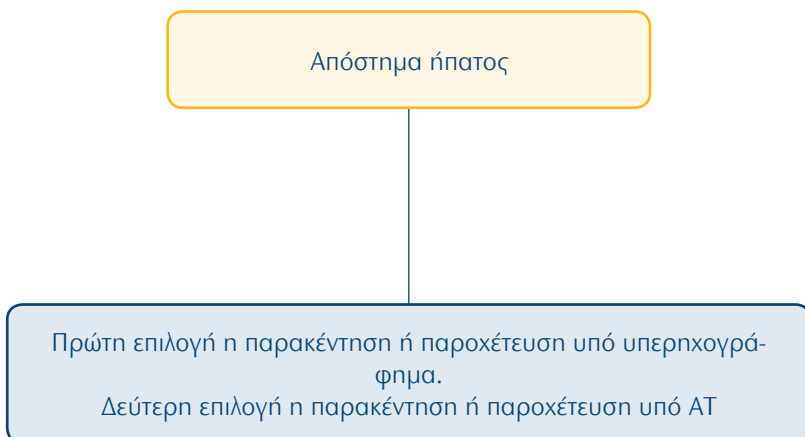 Απόστημα ήπατος
Πρώτη επιλογή η παρακέντηση ή παροχέτευση υπό υπερηχογρά-
φημα.
Δεύτερη επιλογή η παρακέντηση ή παροχέτευση υπό ΑΤ